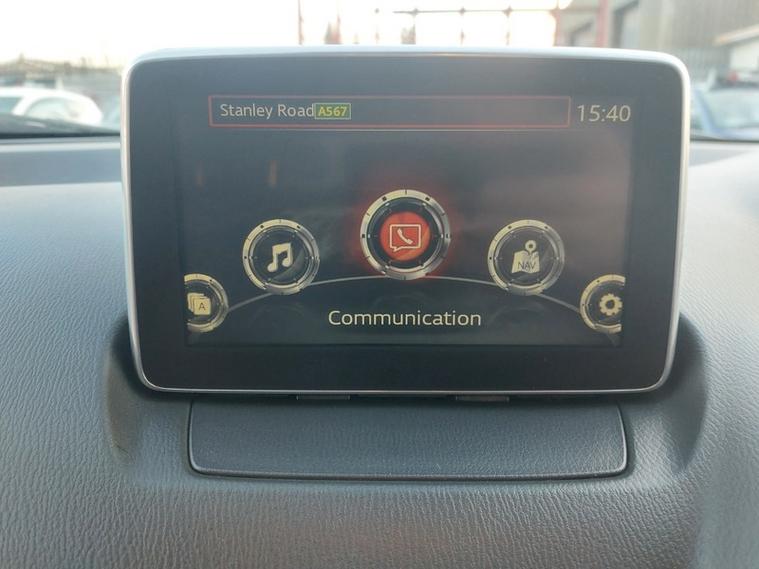 Stanley Road A567
15:40
NAV
A
Communication